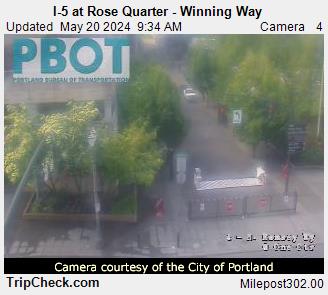 I-5 at Rose Quarter - Winning Way
Updated May 20 2024 9:34 AM Camera 4
PBOT
PORTLAND BUREAU OF TRANSPORTATION
Camera courtesy of the City of Portland
TripCheck.com Milepost302.00